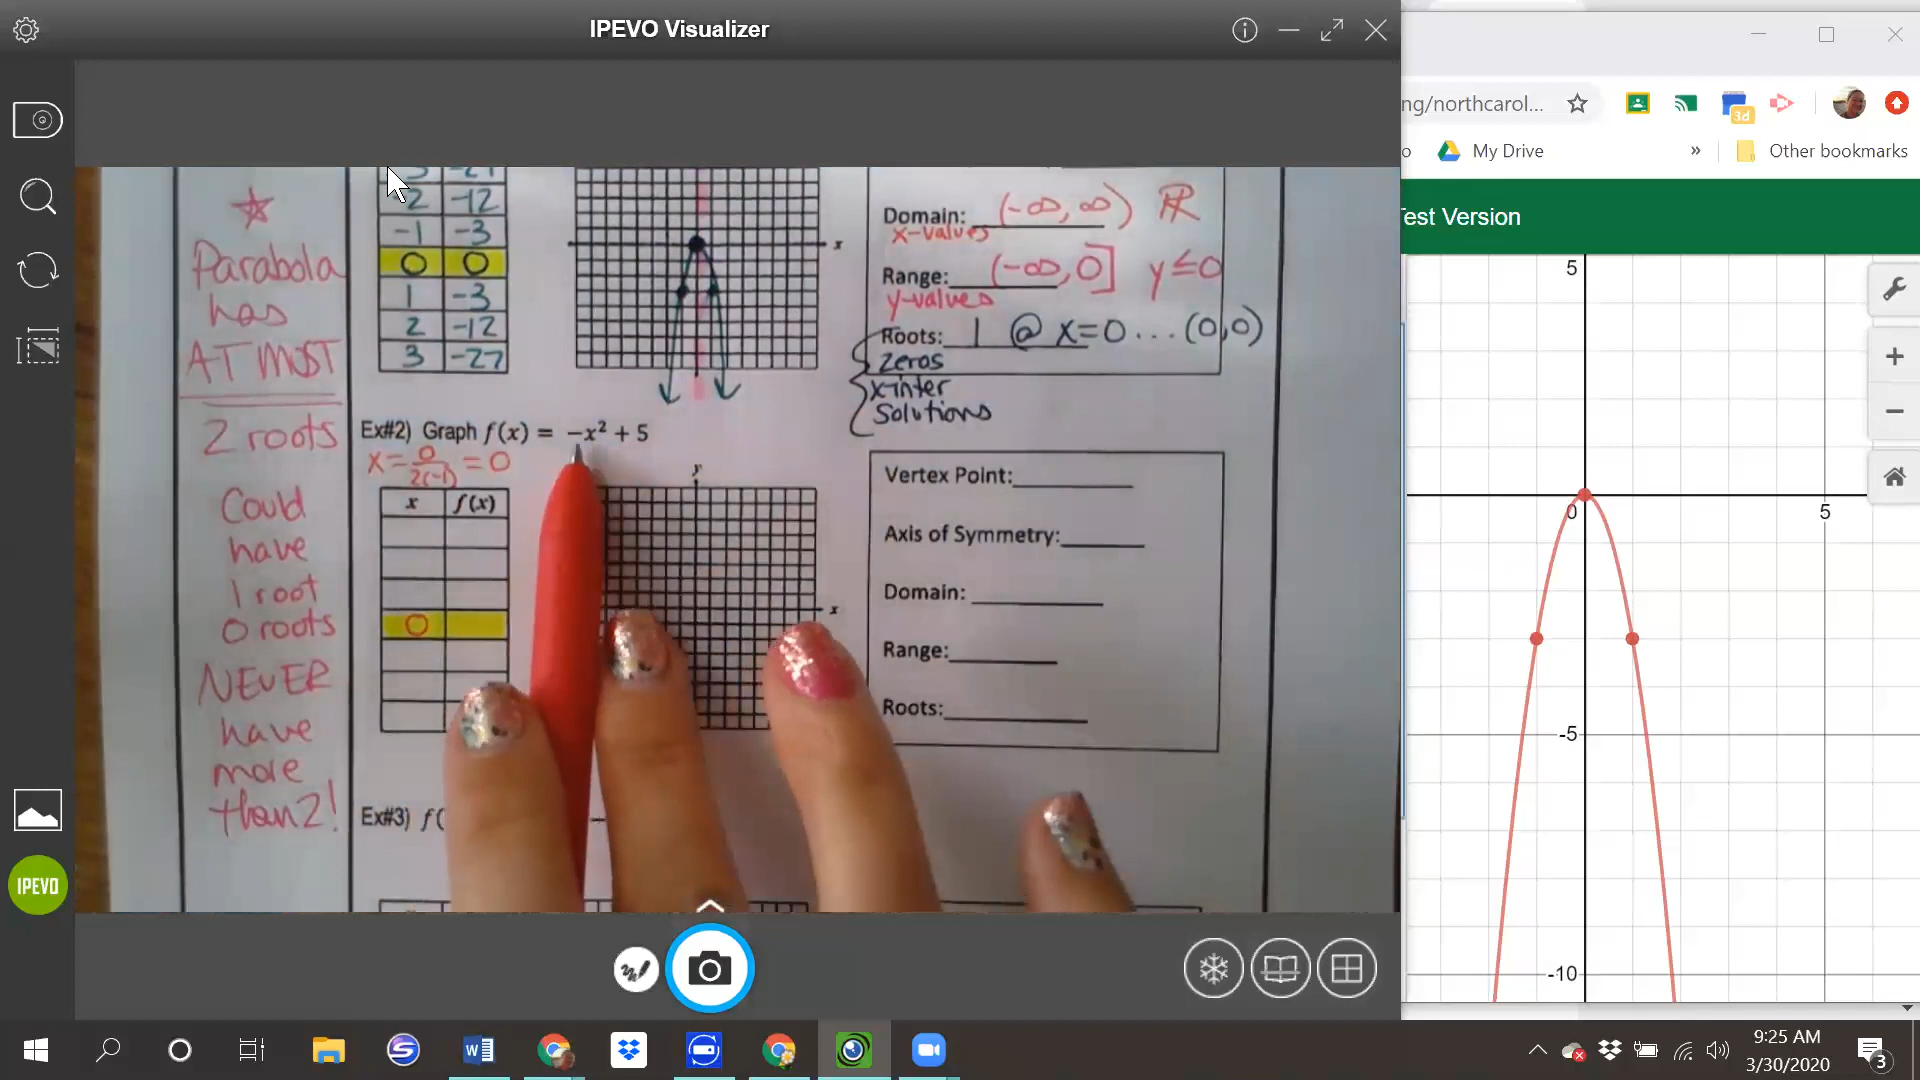 IPEVO Visualizer
ng/northcarol...
3d
My Drive
»
Other bookmarks
Test Version
☆
Parabola
has
AT MOST
2 roots
Could
have
1 root
0 roots
NEVER
have
more
than 2!
-2 -12
-1 -3
0 0
1 -3
2 -12
3 -27
x
Domain: (-∞,∞) ℝ
x-values
Range: (-∞,0] y≤0
y-values
Roots: 1 @ x=0...(0,0)
Zeros
x-inter
Solutions
Ex#2) Graph f(x) = −x² + 5
x = 0/2(-1) = 0
x f(x)
0
y
x
Vertex Point:
Axis of Symmetry:
Domain:
Range:
Roots:
Ex#3) f(
5
0
5
-5
-10
IPEVO
9:25 AM
3/30/2020
3